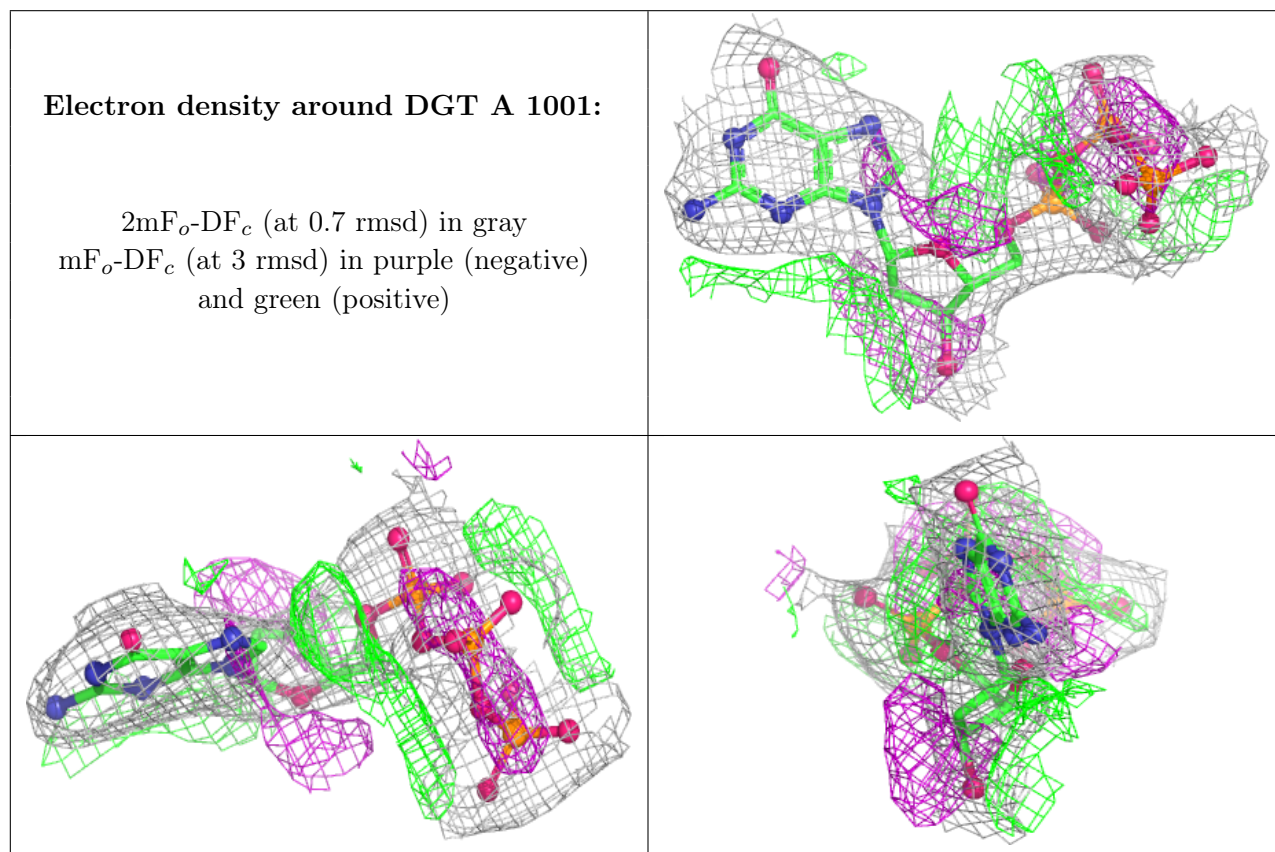 Electron density around DGT A 1001:
2mFo-DFc (at 0.7 rmsd) in gray
mFo-DFc (at 3 rmsd) in purple (negative)
and green (positive)